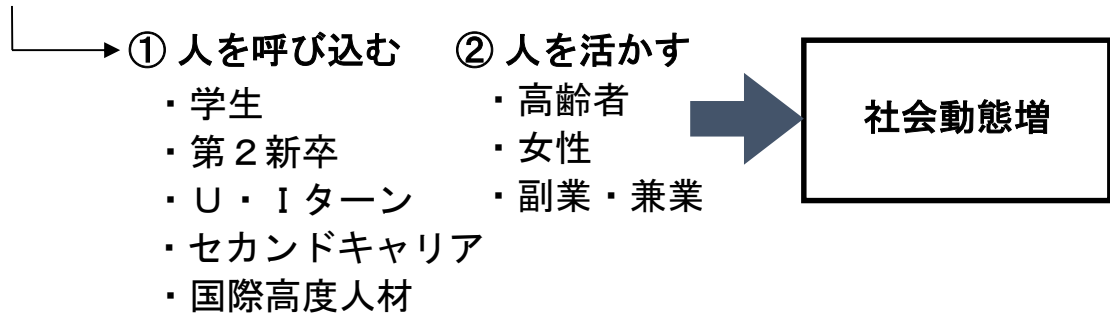 ① 人を呼び込む
・学生
・第２新卒
・Ｕ・Ｉターン
・セカンドキャリア
・国際高度人材
② 人を活かす
・高齢者
・女性
・副業・兼業
社会動態増